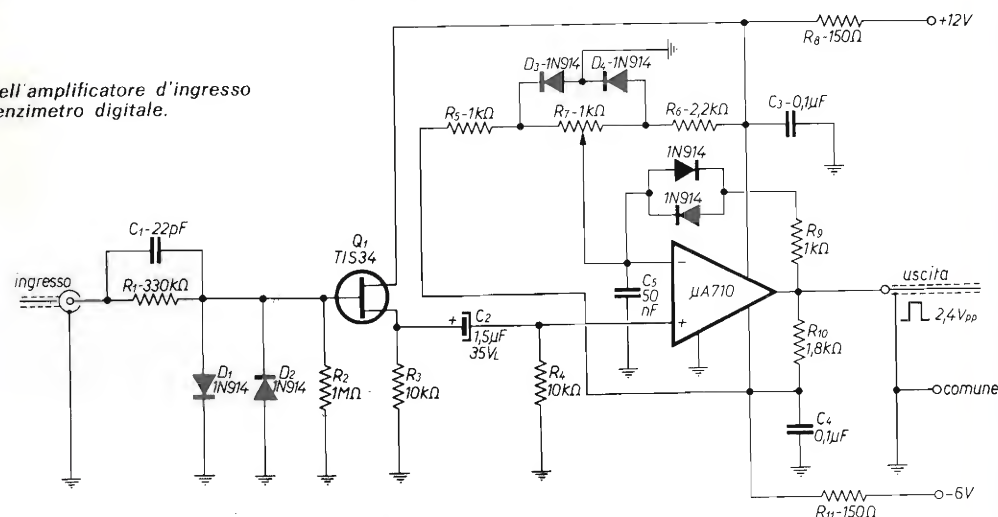 ell'amplificatore d'ingresso
enzimetro digitale.
R8-150Ω
+12V
D3-1N914
D4-1N914
R5-1kΩ
R7-1kΩ
R6-2,2kΩ
C3-0,1µF
1N914
1N914
C1-22pF
Q1
TIS34
R9
1kΩ
ingresso
R1-330kΩ
uscita
C5
50
nF
−
µA710
+
+
C2
1,5µF
35VL
2,4Vpp
R10
1,8kΩ
D1
1N914
D2
1N914
R2
1MΩ
R3
10kΩ
R4
10kΩ
comune
C4
0,1µF
-6V
R11-150Ω